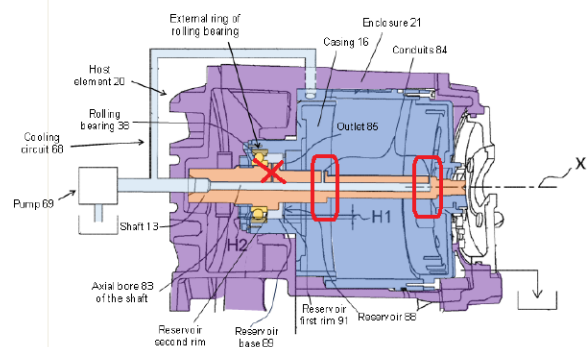 External ring of
rolling bearing
Enclosure 21
Casing 16
Conduits 84
Host
element 20
Rolling
bearing 38
Outlet 85
Cooling
circuit 68
X
Pump 69
Shaft 13
H1
H2
Axial bore 83
of the shaft
Reservoir
second rim
Reservoir
base 89
Reservoir
first rim 91
Reservoir 88